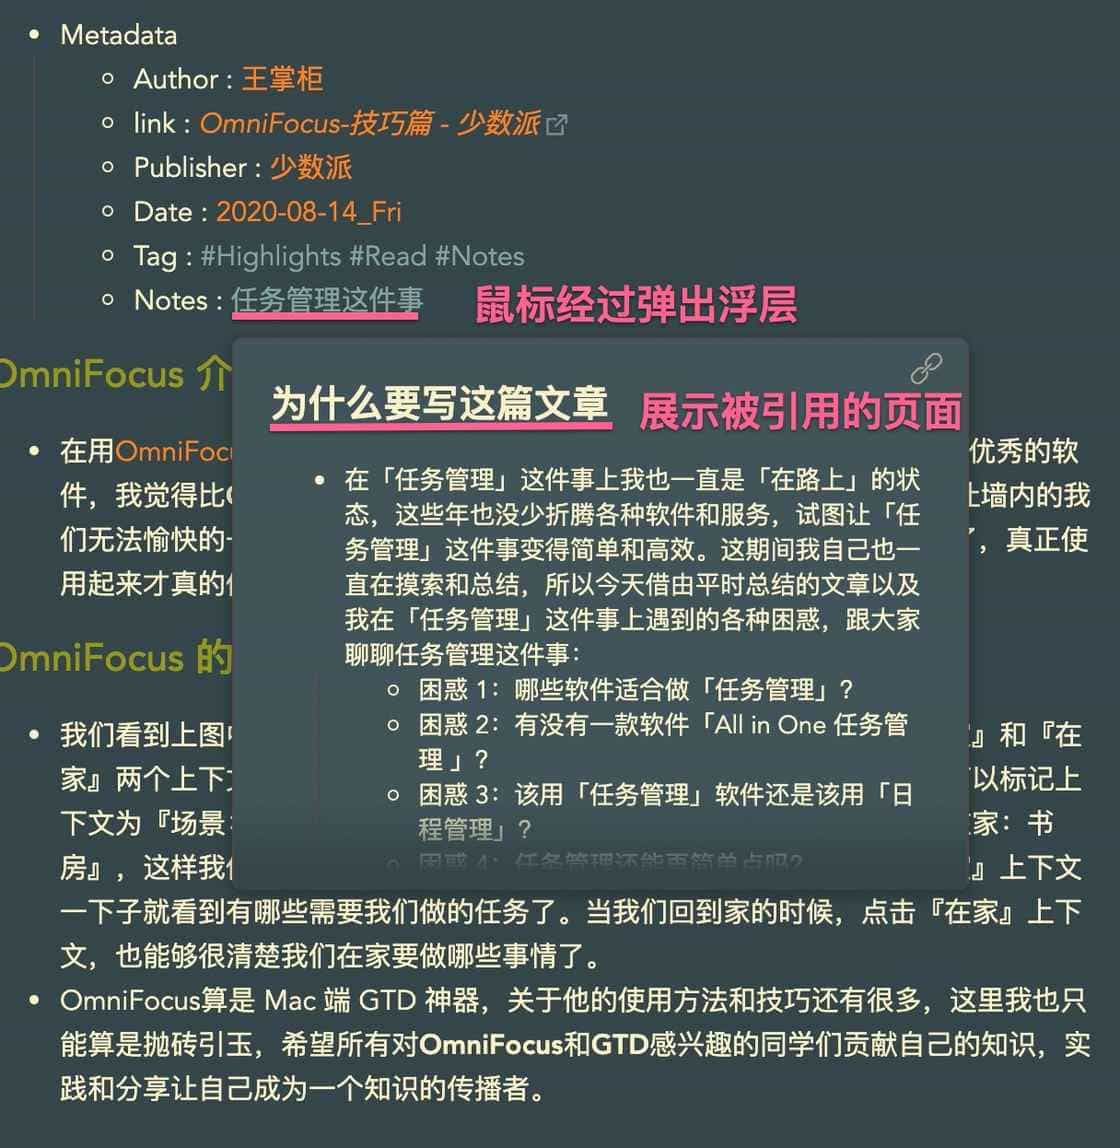 Metadata
Author : 王掌柜
link : OmniFocus-技巧篇 - 少数派
Publisher : 少数派
Date : 2020-08-14_Fri
Tag : #Highlights #Read #Notes
Notes : 任务管理这件事
鼠标经过弹出浮层
OmniFocus 介
为什么要写这篇文章
展示被引用的页面
在「任务管理」这件事上我也一直是「在路上」的状
态，这些年也没少折腾各种软件和服务，试图让「任
务管理」这件事变得简单和高效。这期间我自己也一
直在摸索和总结，所以今天借由平时总结的文章以及
我在「任务管理」这件事上遇到的各种困惑，跟大家
聊聊任务管理这件事：
困惑 1：哪些软件适合做「任务管理」？
困惑 2：有没有一款软件「All in One 任务管
理 」？
困惑 3：该用「任务管理」软件还是该用「日
程管理」？
困惑 4：任务管理还能再简单点吗？
在用OmniFocu 优秀的软
件，我觉得比 墙内的我
们无法愉快的 ，真正使
用起来才真的
OmniFocus 的
我们看到上图 』和『在
家』两个上下 以标记上
下文为『场景： 家：书
房』，这样我 』上下文
一下子就看到有哪些需要我们做的任务了。当我们回到家的时候，点击『在家』上下
文，也能够很清楚我们在家要做哪些事情了。
OmniFocus算是 Mac 端 GTD 神器，关于他的使用方法和技巧还有很多，这里我也只
能算是抛砖引玉，希望所有对OmniFocus和GTD感兴趣的同学们贡献自己的知识，实
践和分享让自己成为一个知识的传播者。